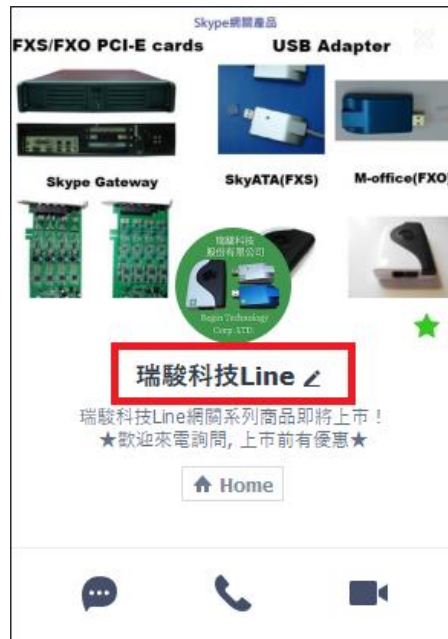 Skype網關產品
FXS/FXO PCI-E cards
USB Adapter
Skype Gateway
SkyATA(FXS)
M-office(FXO)
瑞駿科技
股份有限公司
Regin Technology
Corp. LTD.
瑞駿科技Line
瑞駿科技Line網關系列商品即將上市！
★歡迎來電詢問, 上市前有優惠★
Home